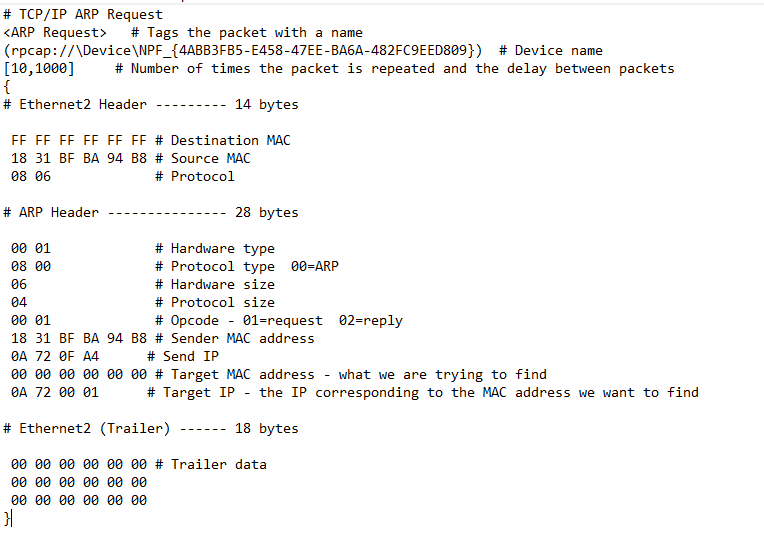 # TCP/IP ARP Request
<ARP Request>   # Tags the packet with a name
(rpcap://\Device\NPF_{4ABB3FB5-E458-47EE-BA6A-482FC9EED809})  # Device name
[10,1000]     # Number of times the packet is repeated and the delay between packets
{
# Ethernet2 Header --------- 14 bytes
FF FF FF FF FF FF # Destination MAC
18 31 BF BA 94 B8 # Source MAC
08 06             # Protocol
# ARP Header --------------- 28 bytes
00 01             # Hardware type
08 00             # Protocol type  00=ARP
06                # Hardware size
04                # Protocol size
00 01             # Opcode - 01=request  02=reply
18 31 BF BA 94 B8 # Sender MAC address
0A 72 0F A4      # Send IP
00 00 00 00 00 00 # Target MAC address - what we are trying to find
0A 72 00 01      # Target IP - the IP corresponding to the MAC address we want to find
# Ethernet2 (Trailer) ------ 18 bytes
00 00 00 00 00 00 # Trailer data
00 00 00 00 00 00
00 00 00 00 00 00
}